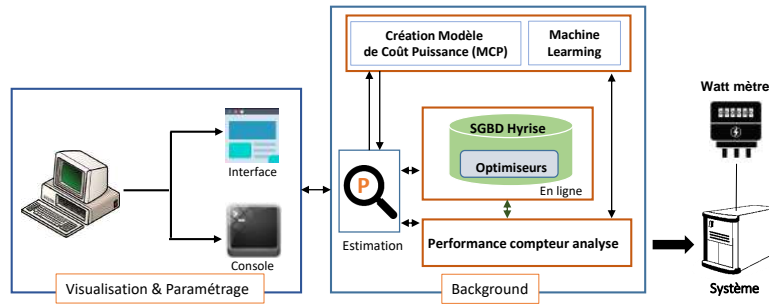 Création Modèle
de Coût Puissance (MCP)
Machine
Learming
Watt mètre
SGBD Hyrise
Optimiseurs
En ligne
Interface
P
Estimation
Console
Performance compteur analyse
Système
Visualisation & Paramétrage
Background